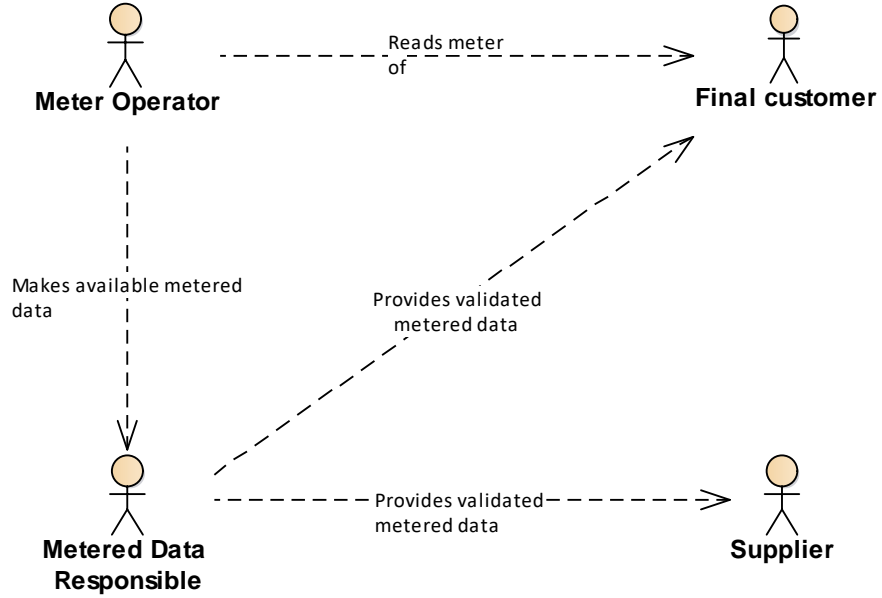 Reads meter
of
Meter Operator
Final customer
Makes available metered
data
Provides validated
metered data
Provides validated
metered data
Metered Data
Responsible
Supplier